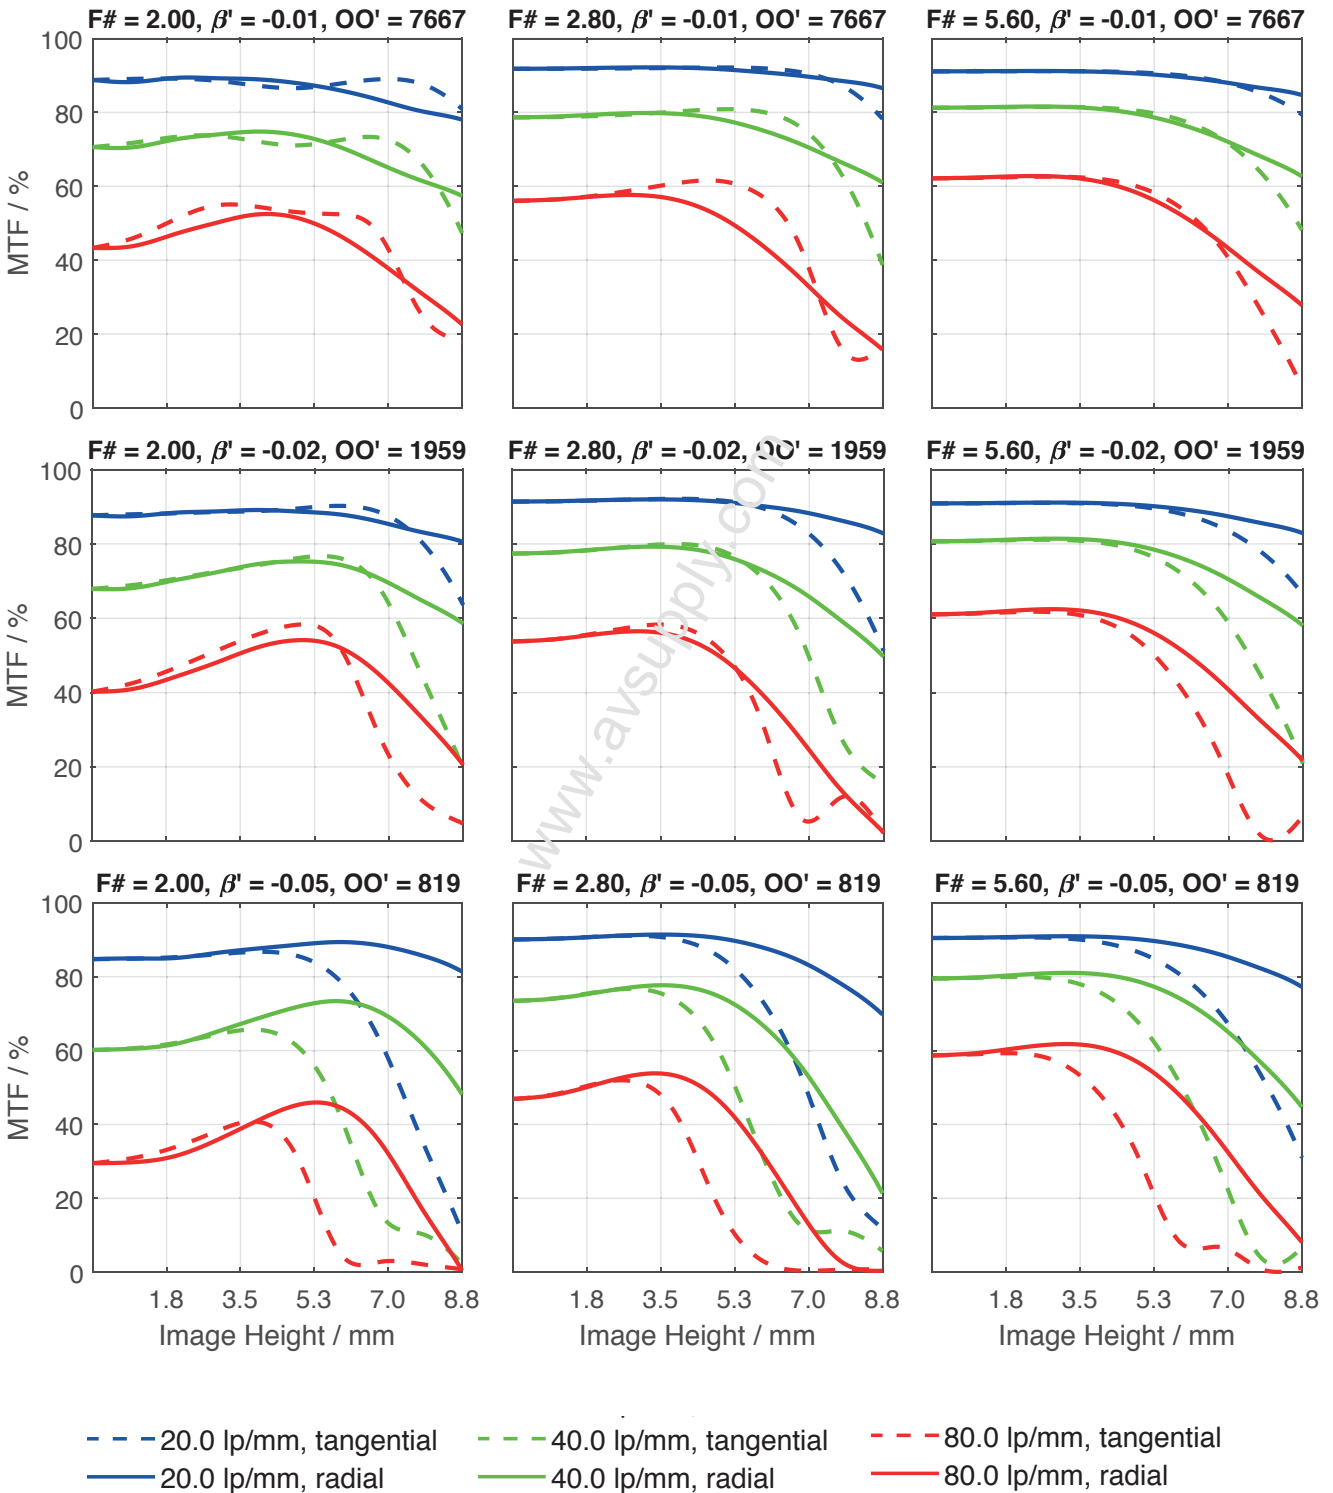 F# = 2.00, β' = -0.01, OO' = 7667
F# = 2.80, β' = -0.01, OO' = 7667
F# = 5.60, β' = -0.01, OO' = 7667
100
80
60
40
20
0
MTF / %
F# = 2.00, β' = -0.02, OO' = 1959
F# = 2.80, β' = -0.02, OO' = 1959
F# = 5.60, β' = -0.02, OO' = 1959
100
80
60
40
20
0
MTF / %
www.avsupply.com
F# = 2.00, β' = -0.05, OO' = 819
F# = 2.80, β' = -0.05, OO' = 819
F# = 5.60, β' = -0.05, OO' = 819
100
80
60
40
20
0
MTF / %
1.8 3.5 5.3 7.0 8.8
1.8 3.5 5.3 7.0 8.8
1.8 3.5 5.3 7.0 8.8
Image Height / mm
Image Height / mm
Image Height / mm
20.0 lp/mm, tangential
40.0 lp/mm, tangential
80.0 lp/mm, tangential
20.0 lp/mm, radial
40.0 lp/mm, radial
80.0 lp/mm, radial